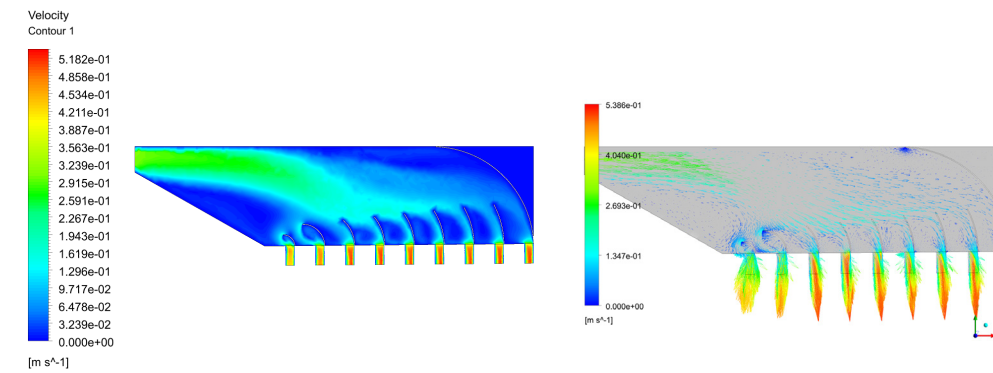 Velocity
Contour 1
5.182e-01
4.858e-01
4.534e-01
4.211e-01
3.887e-01
3.563e-01
3.239e-01
2.915e-01
2.591e-01
2.267e-01
1.943e-01
1.619e-01
1.296e-01
9.717e-02
6.478e-02
3.239e-02
0.000e+00
[m s^-1]
5.386e-01
4.040e-01
2.693e-01
1.347e-01
0.000e+00
[m s^-1]